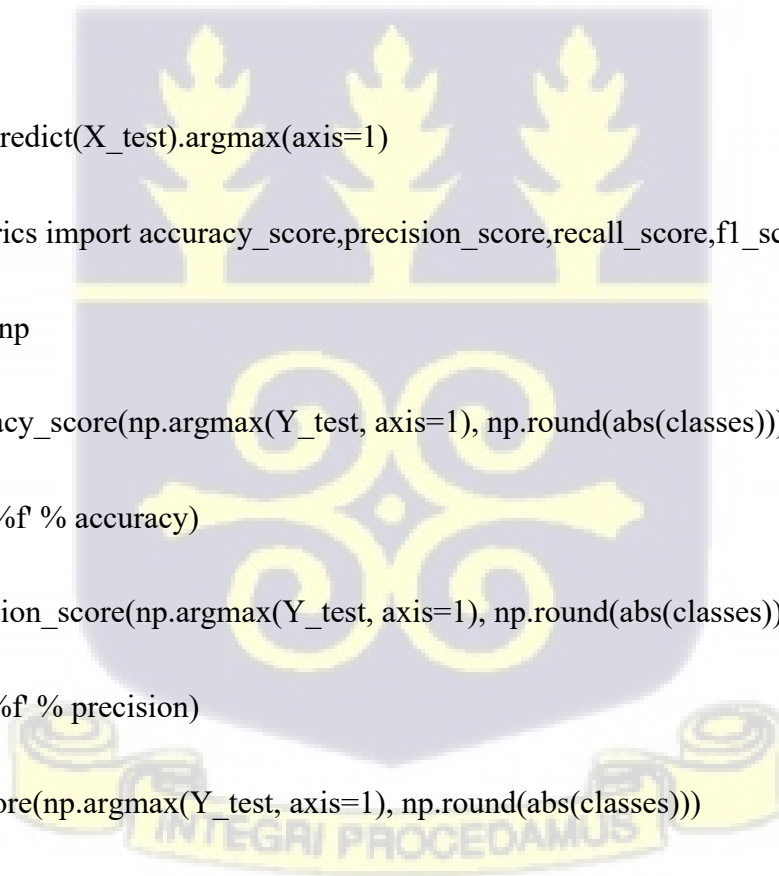 redict(X_test).argmax(axis=1)
rics import accuracy_score,precision_score,recall_score,f1_sc
np
acy_score(np.argmax(Y_test, axis=1), np.round(abs(classes)))
%f' % accuracy)
ion_score(np.argmax(Y_test, axis=1), np.round(abs(classes))
%f' % precision)
ore(np.argmax(Y_test, axis=1), np.round(abs(classes)))
INTEGRI PROCEDAMUS